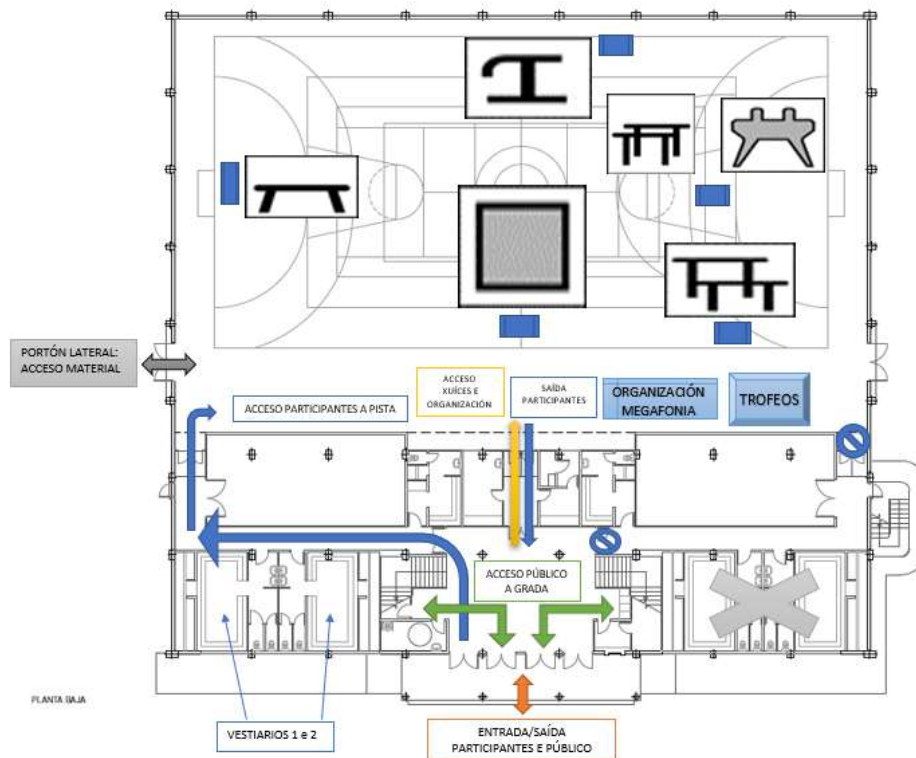 PORTÓN LATERAL:
ACCESO MATERIAL
ACCESO PARTICIPANTES A PISTA
ACCESO
XUÍCES E
ORGANIZACIÓN
SAÍDA
PARTICIPANTES
ORGANIZACIÓN
MEGAFONIA
TROFEOS
ACCESO PÚBLICO
A GRADA
PLANTA BAJA
VESTIARIOS 1 e 2
ENTRADA/SAÍDA
PARTICIPANTES E PÚBLICO